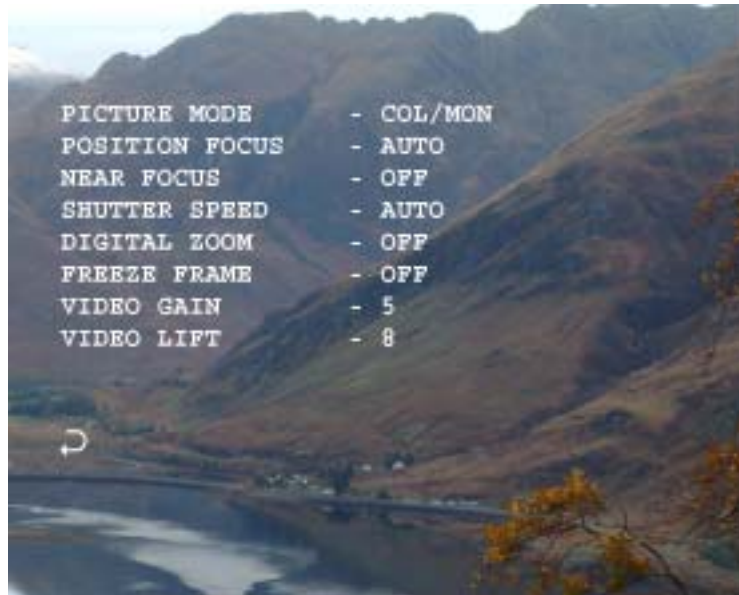 PICTURE MODE - COL/MON
POSITION FOCUS - AUTO
NEAR FOCUS - OFF
SHUTTER SPEED - AUTO
DIGITAL ZOOM - OFF
FREEZE FRAME - OFF
VIDEO GAIN - 5
VIDEO LIFT - 8